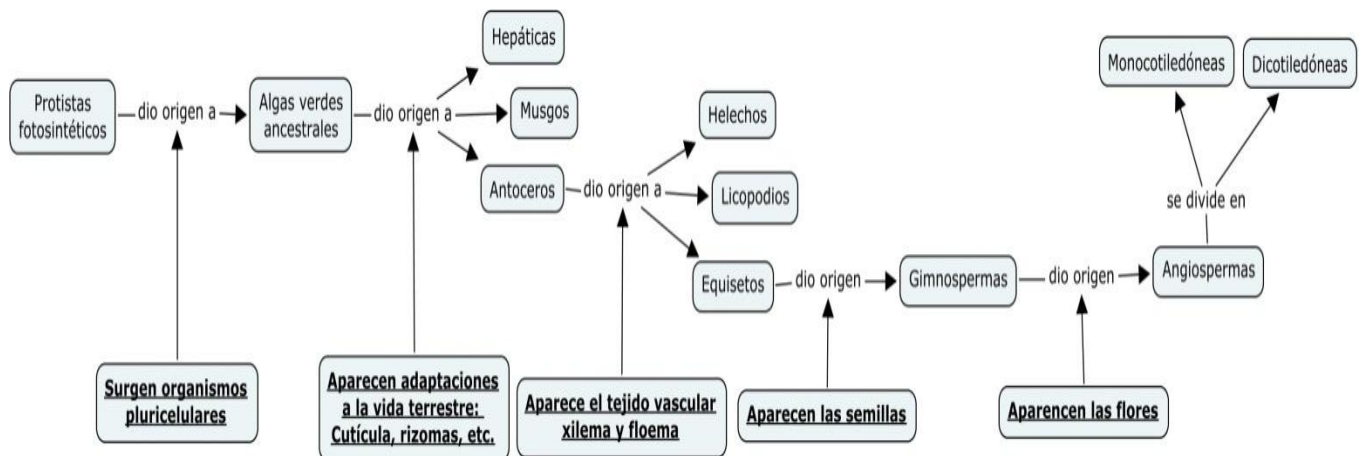 Protistas
fotosintéticos
dio origen a
Algas verdes
ancestrales
dio origen a
Hepáticas
Musgos
Antoceros
dio origen a
Helechos
Licopodios
Equisetos
dio origen
Gimnospermas
dio origen
Angiospermas
se divide en
Monocotiledóneas
Dicotiledóneas
Surgen organismos
pluricelulares
Aparecen adaptaciones
a la vida terrestre:
Cutícula, rizomas, etc.
Aparece el tejido vascular
xilema y floema
Aparecen las semillas
Aparencen las flores